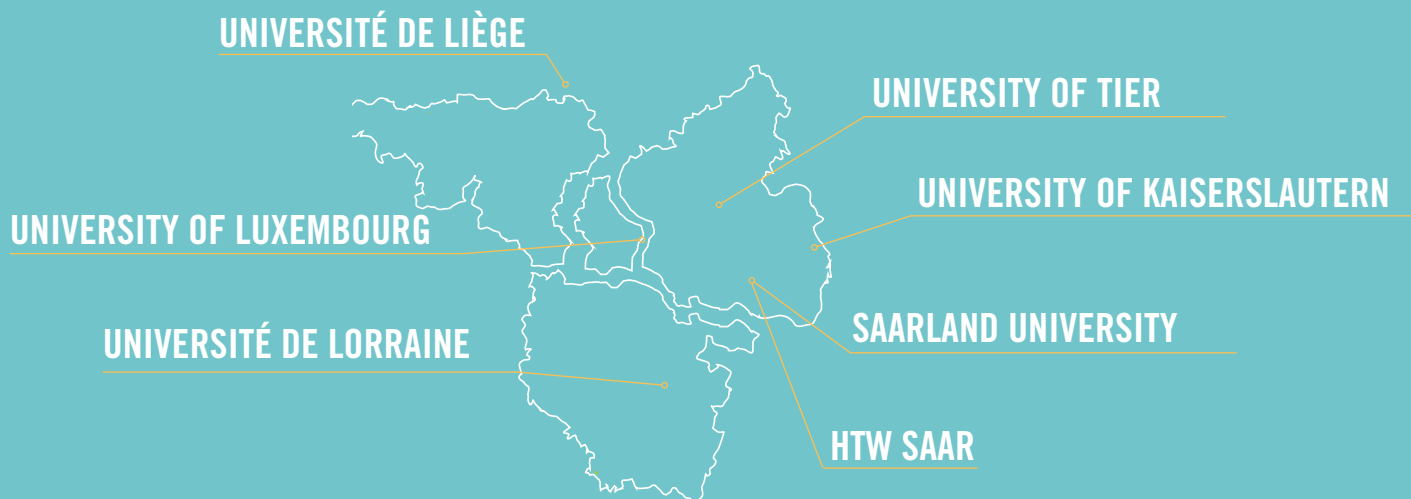 UNIVERSITÉ DE LIÈGE
UNIVERSITY OF TIER
UNIVERSITY OF KAISERSLAUTERN
UNIVERSITY OF LUXEMBOURG
UNIVERSITÉ DE LORRAINE
SAARLAND UNIVERSITY
HTW SAAR